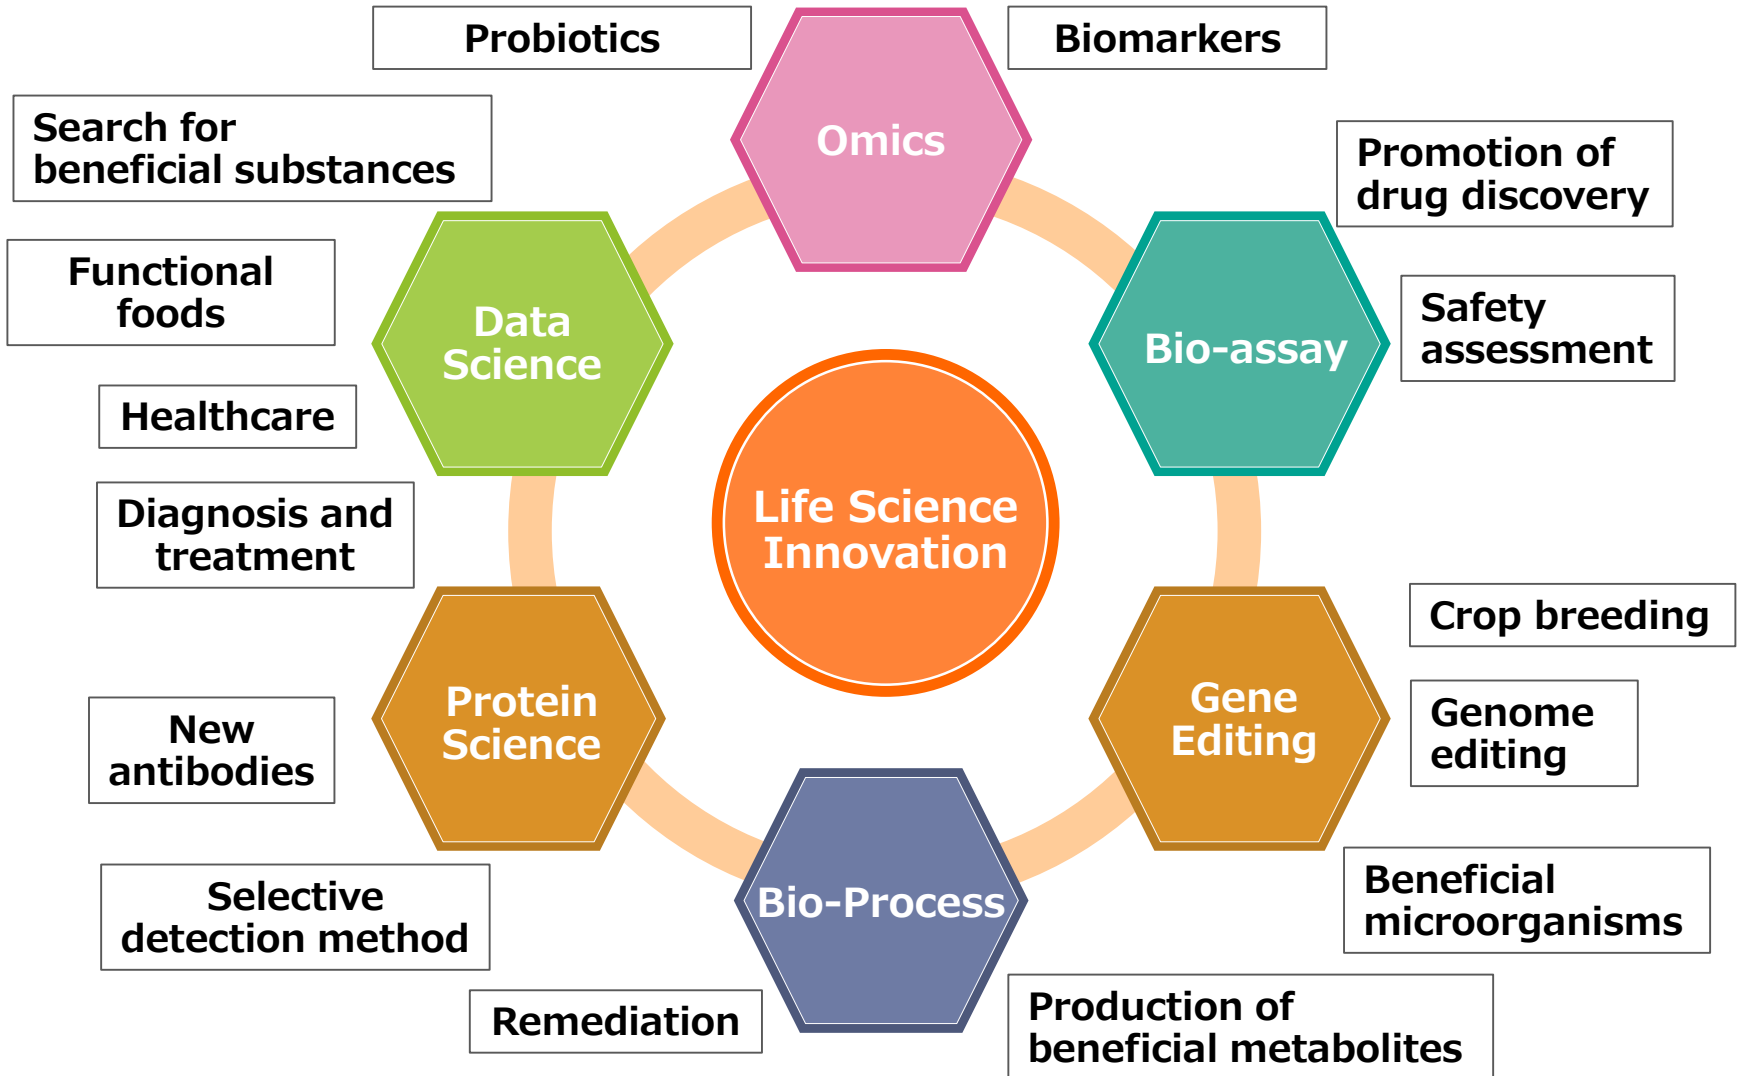 Probiotics
Biomarkers
Omics
Search for
beneficial substances
Promotion of
drug discovery
Functional
foods
Data
Science
Bio-assay
Safety
assessment
Healthcare
Diagnosis and
treatment
Life Science
Innovation
Crop breeding
Protein
Science
Gene
Editing
Genome
editing
New
antibodies
Selective
detection method
Bio-Process
Beneficial
microorganisms
Remediation
Production of
beneficial metabolites